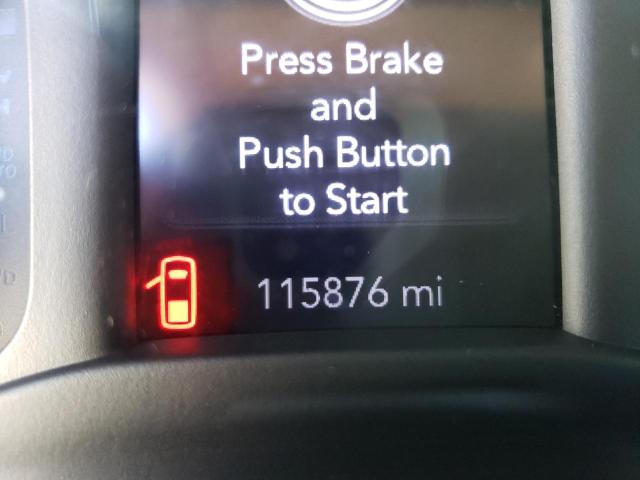 Press Brake
and
Push Button
to Start
115876 mi